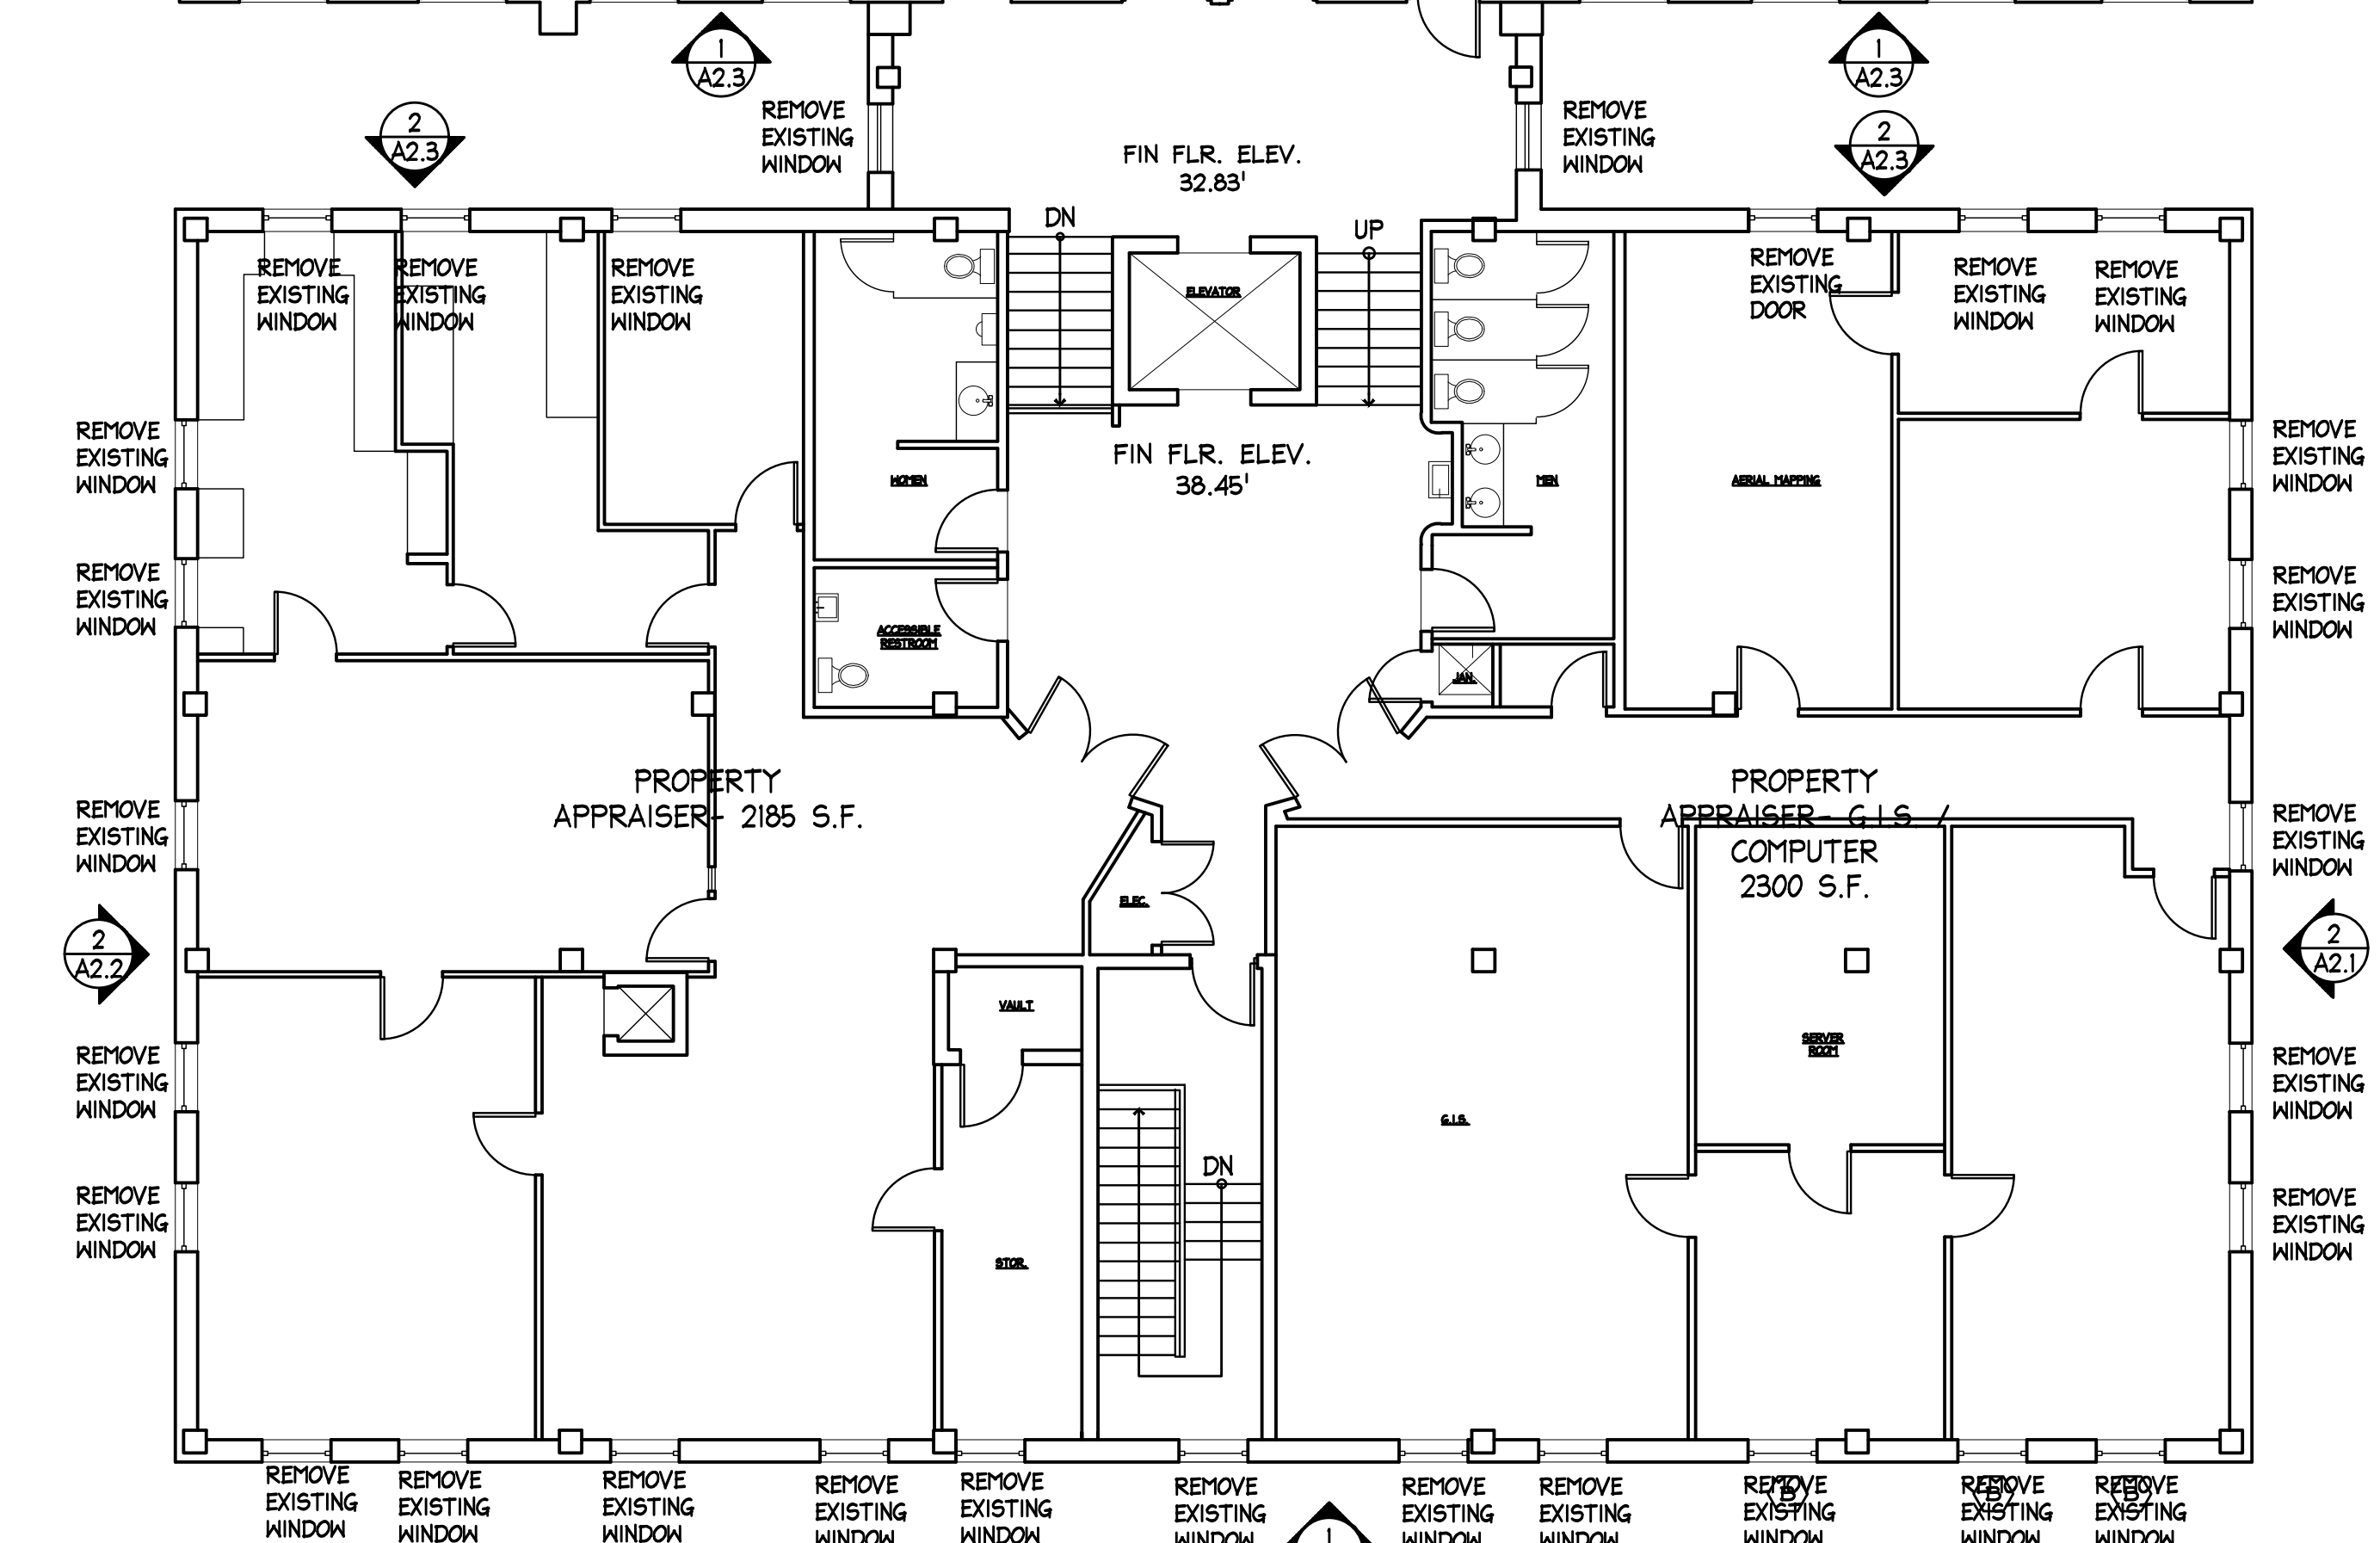 1
A2.3
1
A2.3
2
A2.3
REMOVE
EXISTING
WINDOW
FIN FLR. ELEV.
32.83'
REMOVE
EXISTING
WINDOW
2
A2.3
DN
UP
REMOVE
EXISTING
WINDOW
REMOVE
EXISTING
WINDOW
REMOVE
EXISTING
WINDOW
ELEVATOR
REMOVE
EXISTING
DOOR
REMOVE
EXISTING
WINDOW
REMOVE
EXISTING
WINDOW
REMOVE
EXISTING
WINDOW
WOMEN
FIN FLR. ELEV.
38.45'
MEN
AERIAL MAPPING
REMOVE
EXISTING
WINDOW
REMOVE
EXISTING
WINDOW
ACCESSIBLE
RESTROOM
JAN.
REMOVE
EXISTING
WINDOW
REMOVE
EXISTING
WINDOW
PROPERTY
APPRAISER- 2185 S.F.
PROPERTY
APPRAISER- G.I.S. /
COMPUTER
2300 S.F.
REMOVE
EXISTING
WINDOW
ELEC.
2
A2.2
2
A2.1
VAULT
SERVER
ROOM
REMOVE
EXISTING
WINDOW
G.I.S.
REMOVE
EXISTING
WINDOW
REMOVE
EXISTING
WINDOW
DN
STOR.
REMOVE
EXISTING
WINDOW
REMOVE
EXISTING
WINDOW
REMOVE
EXISTING
WINDOW
REMOVE
EXISTING
WINDOW
REMOVE
EXISTING
WINDOW
REMOVE
EXISTING
WINDOW
REMOVE
EXISTING
WINDOW
1
REMOVE
EXISTING
WINDOW
REMOVE
EXISTING
WINDOW
REMOVE
EXISTING
WINDOW
B
REMOVE
EXISTING
WINDOW
B
REMOVE
EXISTING
WINDOW
B